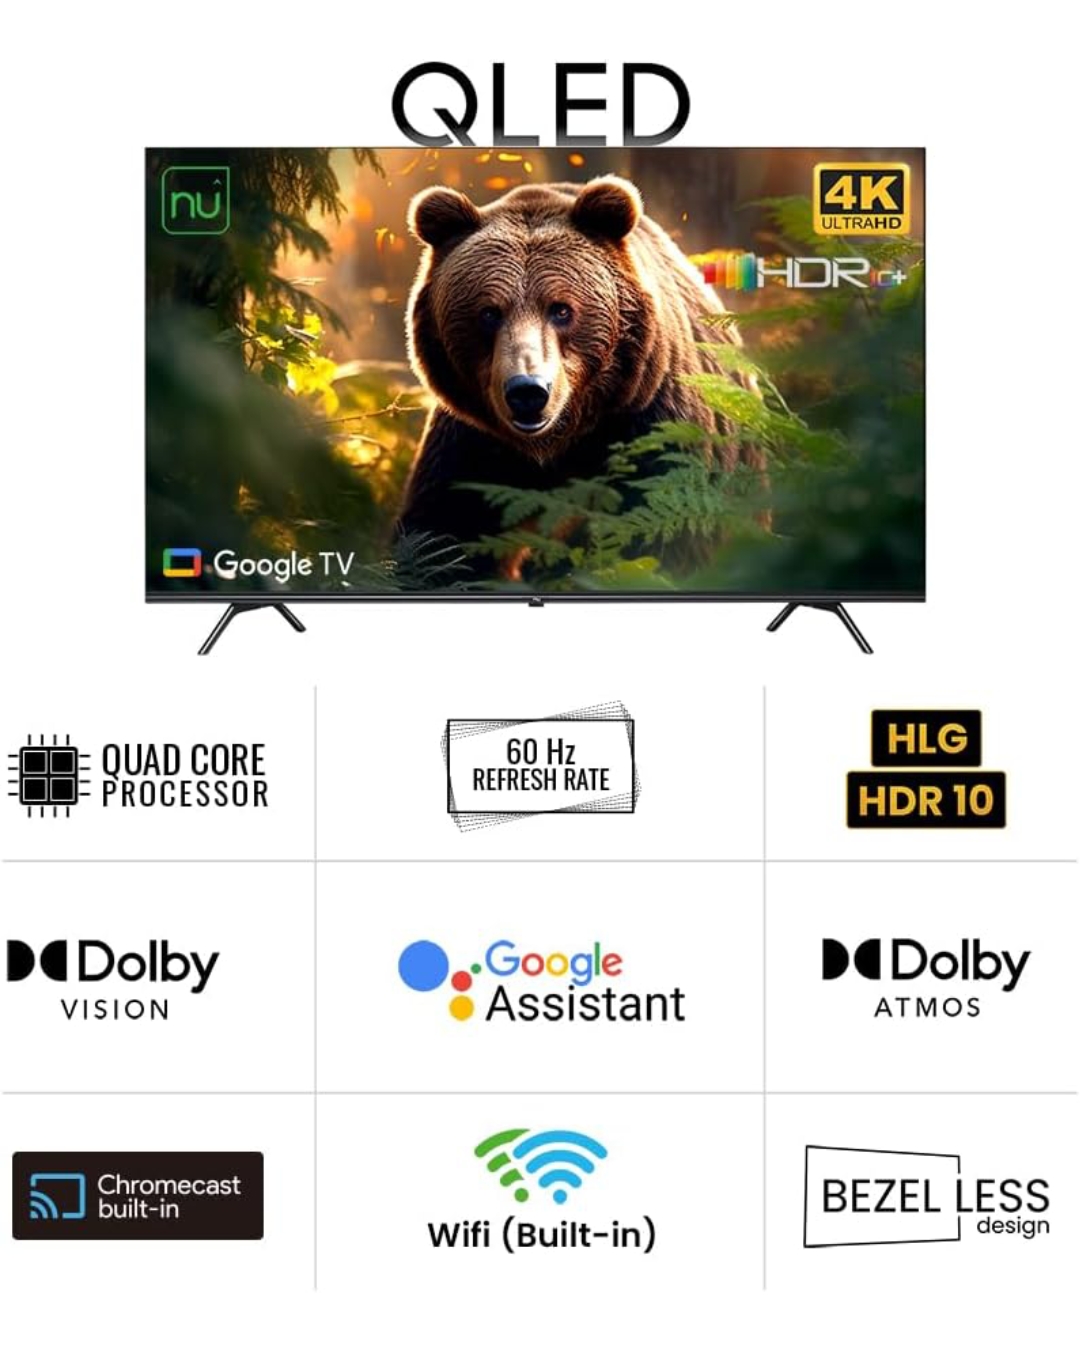 QLED
nu
4K
ULTRAHD
HDR10+
Google TV
QUAD CORE
PROCESSOR
60 Hz
REFRESH RATE
HLG
HDR 10
Dolby
VISION
Google
Assistant
Dolby
ATMOS
Chromecast
built-in
Wifi (Built-in)
BEZEL LESS
design